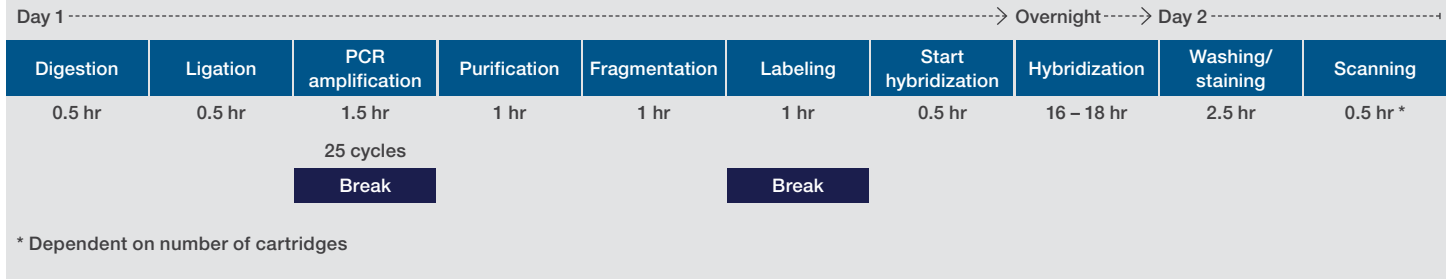 Day 1 Overnight Day 2
Digestion Ligation PCR amplification Purification Fragmentation Labeling Start hybridization Hybridization Washing/ staining Scanning
0.5 hr 0.5 hr 1.5 hr 1 hr 1 hr 1 hr 0.5 hr 16 – 18 hr 2.5 hr 0.5 hr *
25 cycles
Break Break
* Dependent on number of cartridges